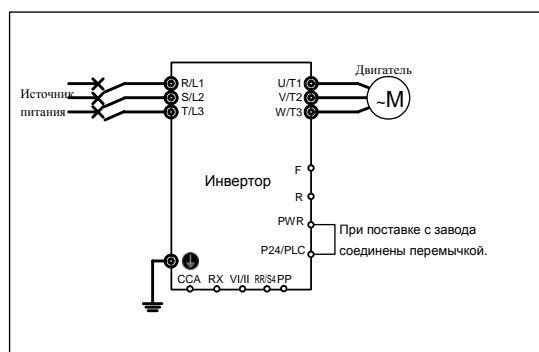 Источник
питания
R/L1
S/L2
T/L3
U/T1
V/T2
W/T3
Двигатель
~M
Инвертор
F
R
PWR
P24/PLC
При поставке с завода
соединены перемычкой.
CCA RX VI/II RR/S4 PP